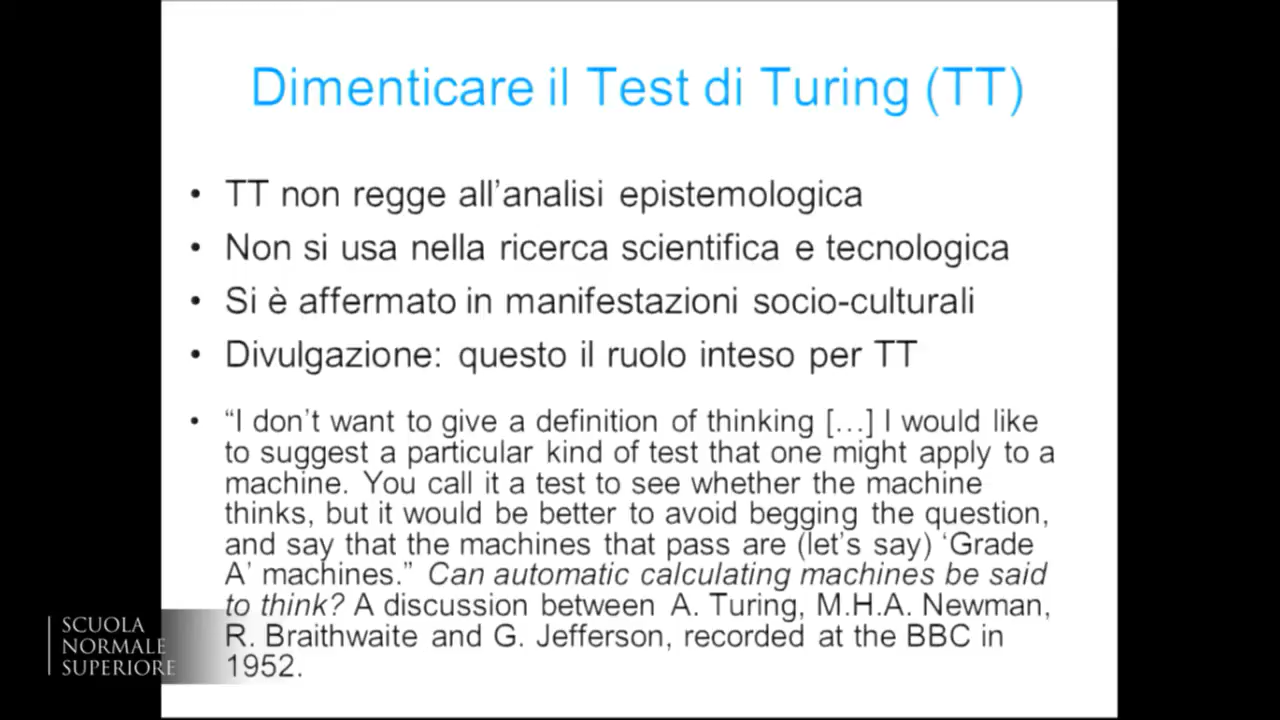 Dimenticare il Test di Turing (TT)
• TT non regge all’analisi epistemologica
• Non si usa nella ricerca scientifica e tecnologica
• Si è affermato in manifestazioni socio-culturali
• Divulgazione: questo il ruolo inteso per TT
• “I don’t want to give a definition of thinking […] I would like
to suggest a particular kind of test that one might apply to a
machine. You call it a test to see whether the machine
thinks, but it would be better to avoid begging the question,
and say that the machines that pass are (let’s say) ‘Grade
A’ machines.” Can automatic calculating machines be said
to think? A discussion between A. Turing, M.H.A. Newman,
R. Braithwaite and G. Jefferson, recorded at the BBC in
1952.
SCUOLA
NORMALE
SUPERIORE